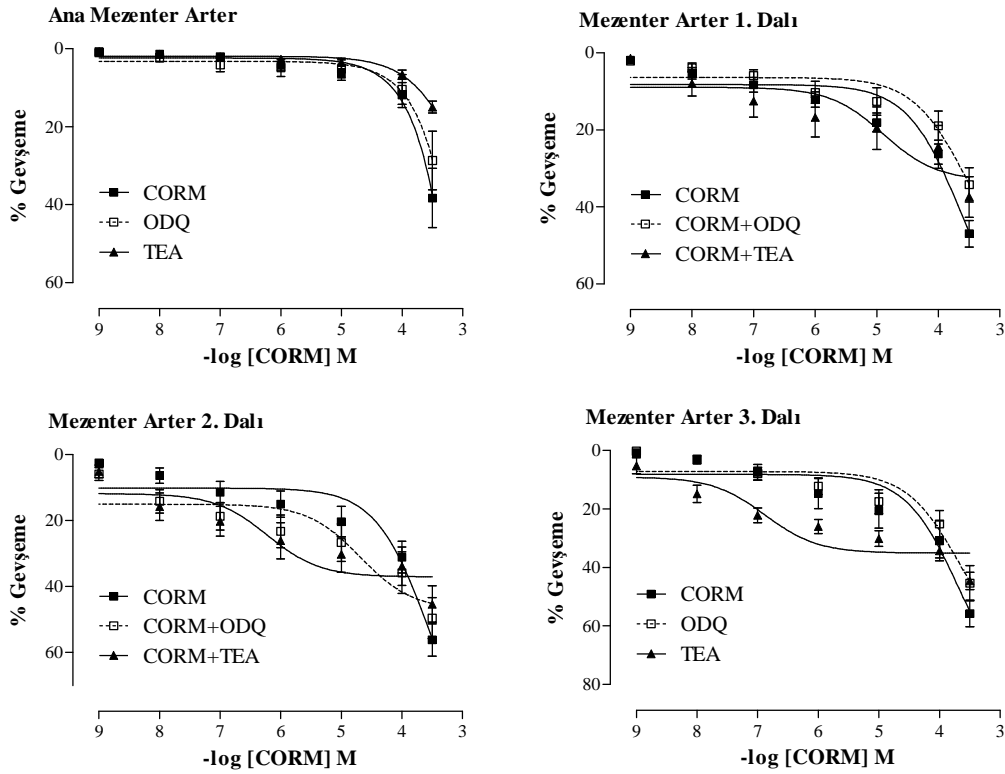 Ana Mezenter Arter
0
20
40
60
% Gevşeme
CORM
ODQ
TEA
9 8 7 6 5 4 3
-log [CORM] M
Mezenter Arter 1. Dalı
0
20
40
60
% Gevşeme
CORM
CORM+ODQ
CORM+TEA
9 8 7 6 5 4 3
-log [CORM] M
Mezenter Arter 2. Dalı
0
20
40
60
% Gevşeme
CORM
CORM+ODQ
CORM+TEA
9 8 7 6 5 4 3
-log [CORM] M
Mezenter Arter 3. Dalı
0
20
40
60
80
% Gevşeme
CORM
ODQ
TEA
9 8 7 6 5 4 3
-log [CORM] M